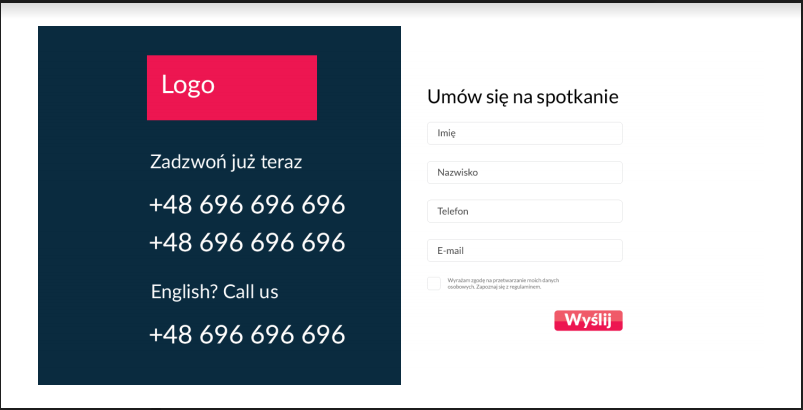 Logo
Zadzwoń już teraz
+48 696 696 696
+48 696 696 696
English? Call us
+48 696 696 696
Umów się na spotkanie
Imię
Nazwisko
Telefon
E-mail
Wyrażam zgodę na przetwarzanie moich danych
osobowych. Zapoznaj się z regulaminem.
Wyślij